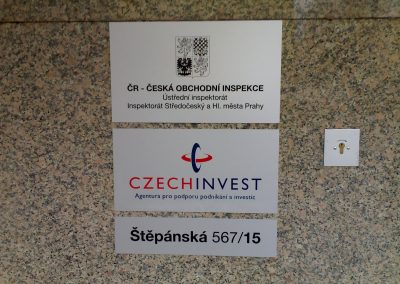 ČR - ČESKÁ OBCHODNÍ INSPEKCE
Ústřední inspektorát
Inspektorát Středočeský a Hl. města Prahy
CZECHINVEST
Agentura pro podporu podnikání a investic
Štěpánská 567/15